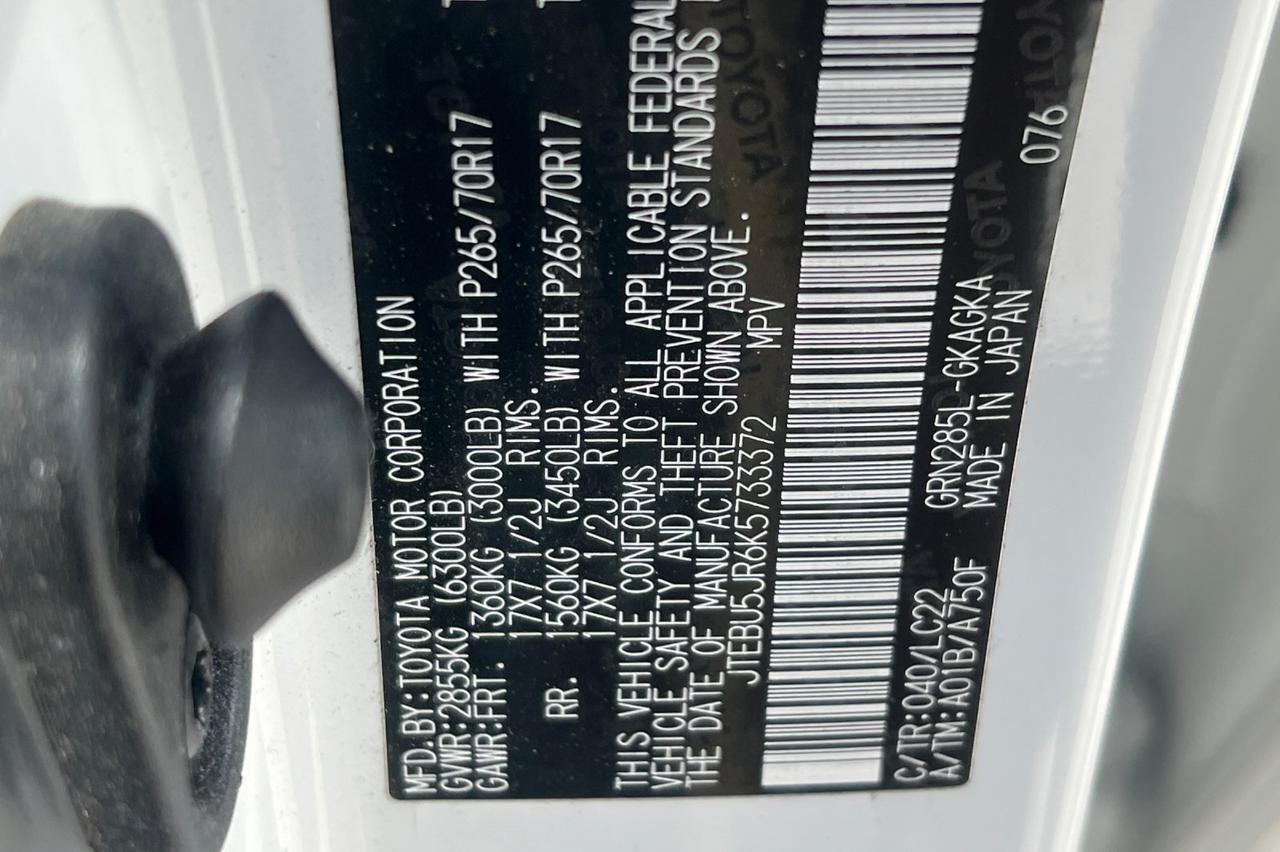 MFD.BY:TOYOTA MOTOR CORPORATION
GVWR:2855KG (6300LB)
GAWR:FRT. 1360KG (3000LB) WITH P265/70R17
17X7 1/2J RIMS.
RR. 1560KG (3450LB) WITH P265/70R17
17X7 1/2J RIMS.
THIS VEHICLE CONFORMS TO ALL APPLICABLE FEDERAL
VEHICLE SAFETY AND THEFT PREVENTION STANDARDS
THE DATE OF MANUFACTURE SHOWN ABOVE.
JTEBU5JR6K5733372 MPV
C/TR:040/LC22 GRN285L-GKAGKA
A/TM:A01B/A750F MADE IN JAPAN 076
TOYOTA
TOYOTA